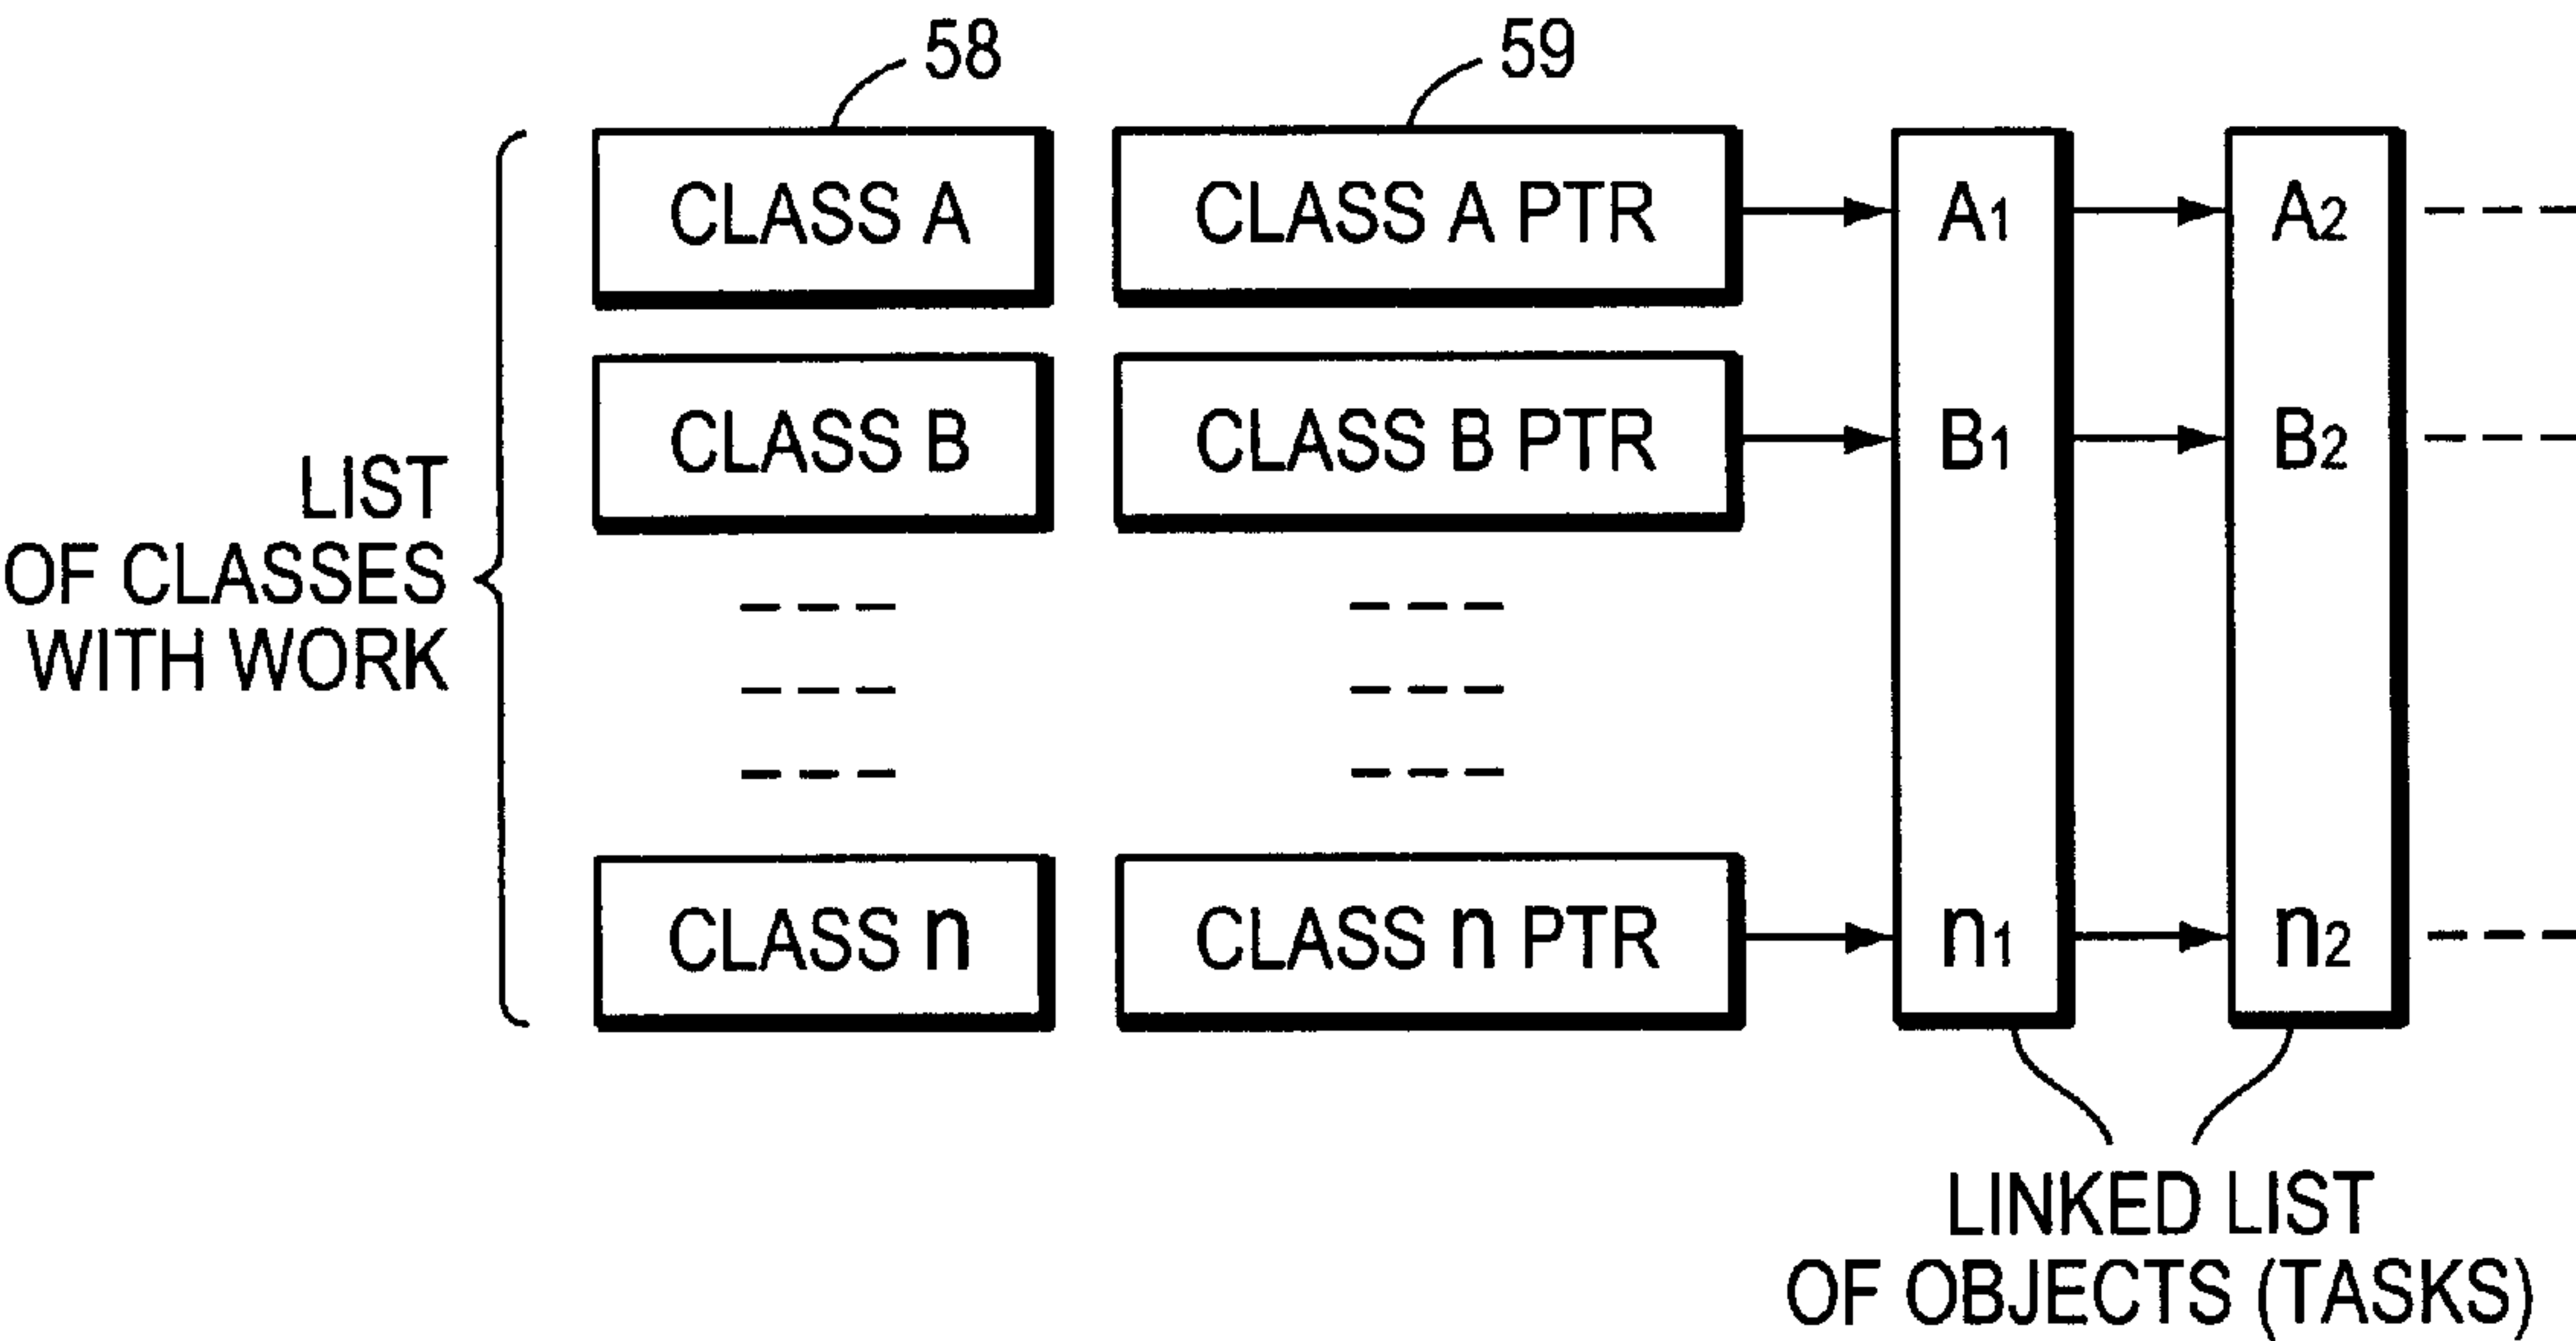 58
59
CLASS A
CLASS A PTR
A1
A2
CLASS B
CLASS B PTR
B1
B2
LIST
OF CLASSES
WITH WORK
CLASS n
CLASS n PTR
n1
n2
LINKED LIST
OF OBJECTS (TASKS)